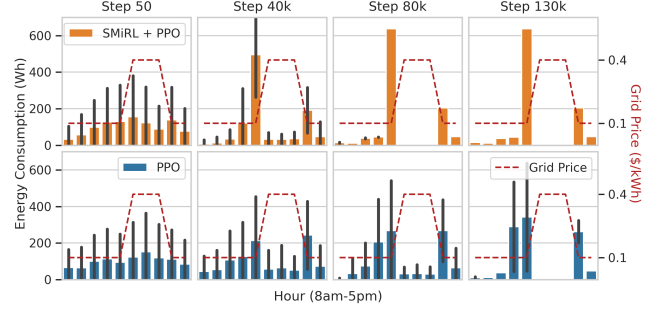 Step 50 Step 40k Step 80k Step 130k
600
400
200
0
SMiRL + PPO
0.4
0.1
600
400
200
0
PPO
Grid Price
0.4
0.1
Energy Consumption (Wh)
Grid Price ($/kWh)
Hour (8am-5pm)